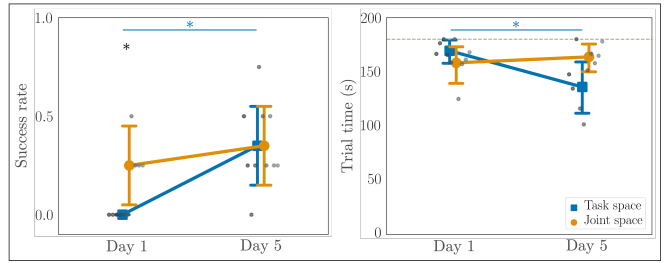 1.0
*
*
0.5
0.0
Success rate
Day 1
Day 5
200
*
150
100
50
0
Trial time (s)
Task space
Joint space
Day 1
Day 5